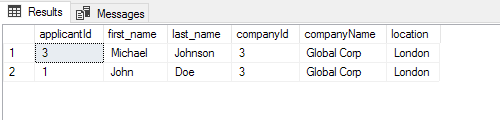 Results Messages
applicantId first_name last_name companyId companyName location
1 3 Michael Johnson 3 Global Corp London
2 1 John Doe 3 Global Corp London